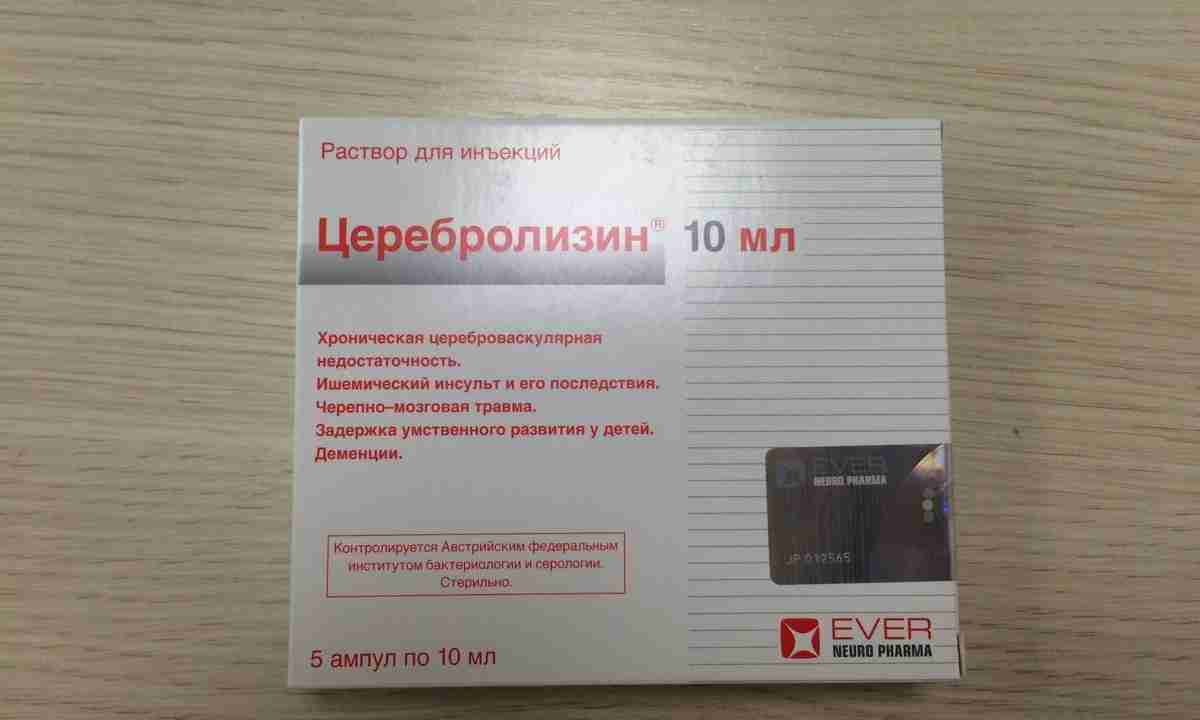 Раствор для инъекций
Церебролизин® 10 мл
Хроническая цереброваскулярная
недостаточность.
Ишемический инсульт и его последствия.
Черепно–мозговая травма.
Задержка умственного развития у детей.
Деменции.
EVER
NEURO PHARMA
JP 012565
Контролируется Австрийским федеральным
институтом бактериологии и серологии.
Стерильно.
EVER
NEURO PHARMA
5 ампул по 10 мл